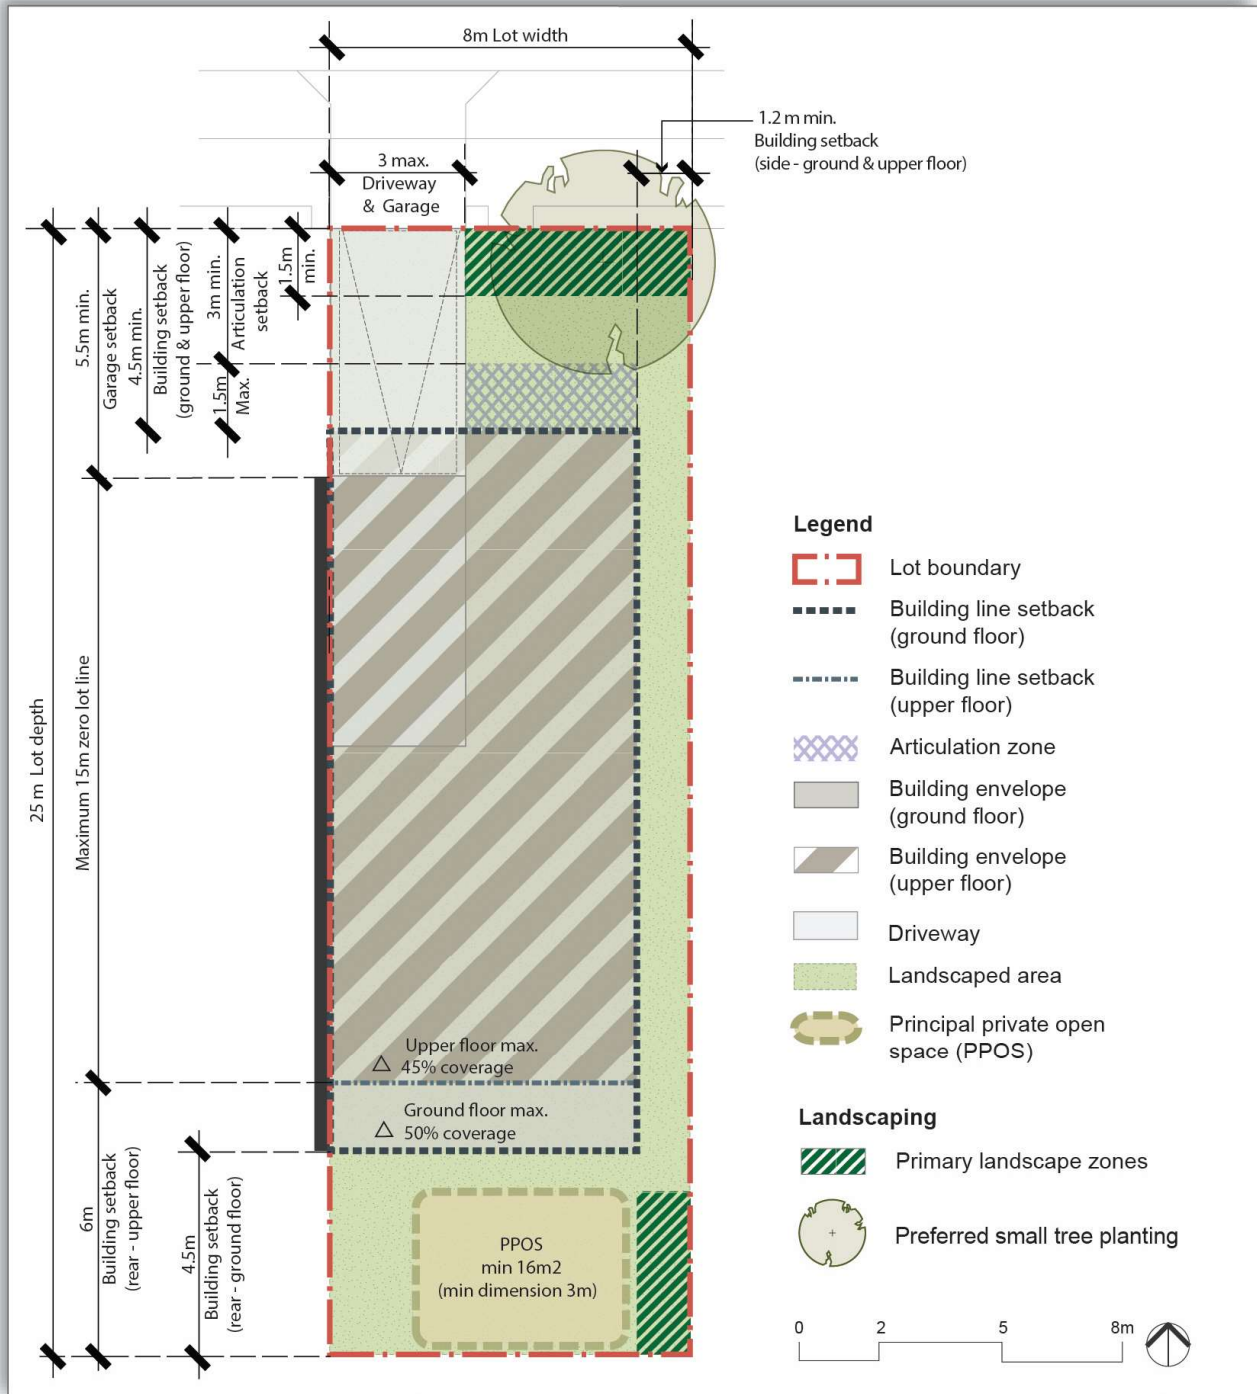 8m Lot width
1.2 m min.
Building setback
(side - ground & upper floor)
3 max.
Driveway
& Garage
5.5m min.
Garage setback
4.5m min.
Building setback
(ground & upper floor)
3m min.
Articulation
setback
1.5m
min.
1.5m
Max.
25 m Lot depth
Maximum 15m zero lot line
6m
Building setback
(rear - upper floor)
4.5m
Building setback
(rear - ground floor)
Upper floor max.
45% coverage
Ground floor max.
50% coverage
PPOS
min 16m2
(min dimension 3m)
Legend
Lot boundary
Building line setback
(ground floor)
Building line setback
(upper floor)
Articulation zone
Building envelope
(ground floor)
Building envelope
(upper floor)
Driveway
Landscaped area
Principal private open
space (PPOS)
Landscaping
Primary landscape zones
Preferred small tree planting
0 2 5 8m